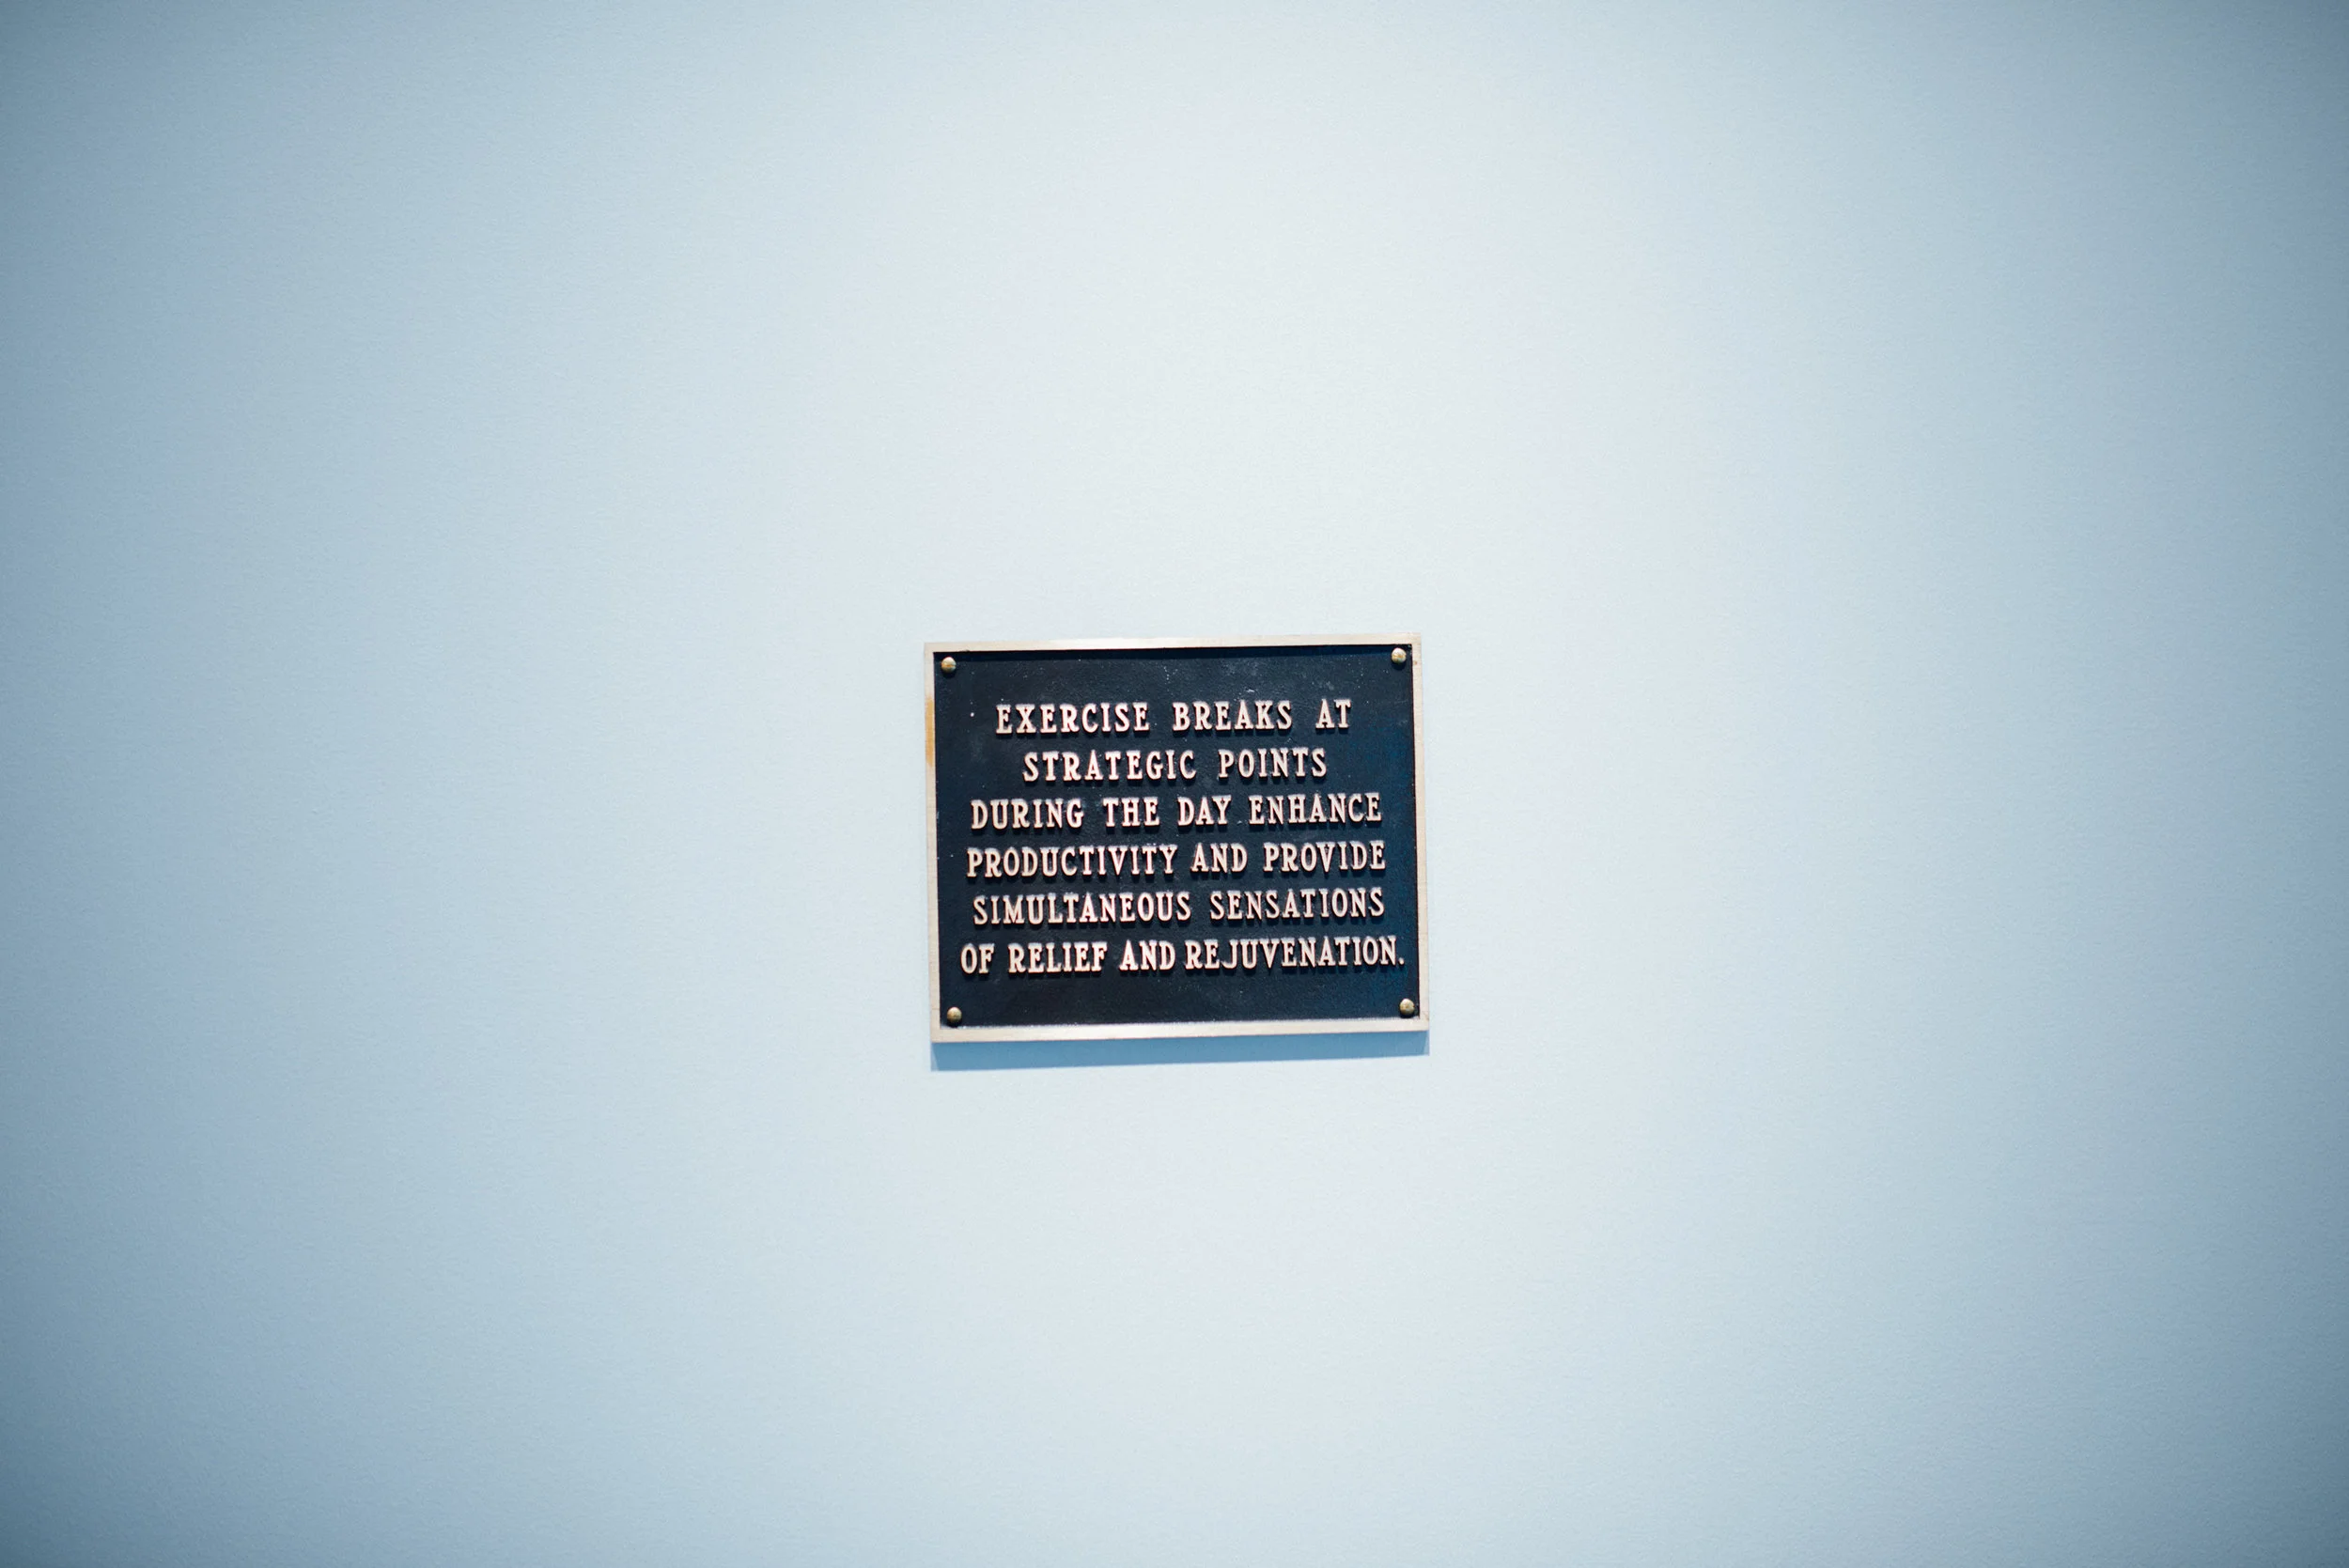 EXERCISE BREAKS AT
STRATEGIC POINTS
DURING THE DAY ENHANCE
PRODUCTIVITY AND PROVIDE
SIMULTANEOUS SENSATIONS
OF RELIEF AND REJUVENATION.